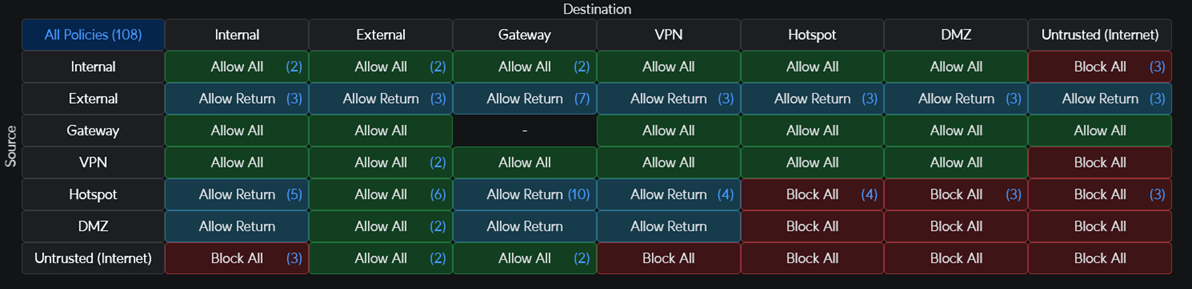 Destination
All Policies (108) Internal External Gateway VPN Hotspot DMZ Untrusted (Internet)
Internal Allow All (2) Allow All (2) Allow All (2) Allow All Allow All Allow All Block All (3)
External Allow Return (3) Allow Return (3) Allow Return (7) Allow Return (3) Allow Return (3) Allow Return (3) Allow Return (3)
Source
Gateway Allow All Allow All - Allow All Allow All Allow All Allow All
VPN Allow All Allow All (2) Allow All Allow All Allow All Allow All Block All
Hotspot Allow Return (5) Allow All (6) Allow Return (10) Allow Return (4) Block All (4) Block All (3) Block All (3)
DMZ Allow Return Allow All (2) Allow Return Allow Return Block All Block All Block All
Untrusted (Internet) Block All (3) Allow All (2) Allow All (2) Block All Block All Block All Block All